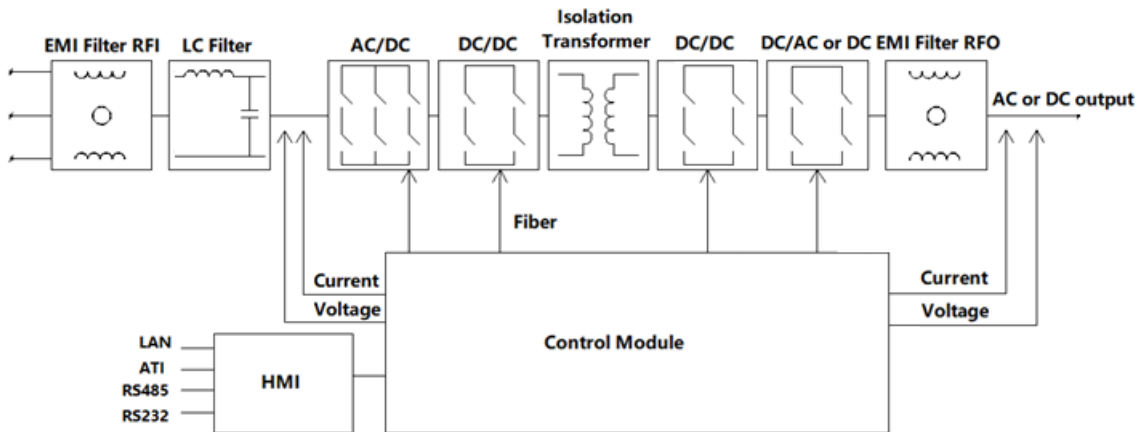 Isolation
Transformer
EMI Filter RFI
LC Filter
AC/DC
DC/DC
DC/DC
DC/AC or DC
EMI Filter RFO
AC or DC output
Fiber
Current
Voltage
Current
Voltage
Control Module
LAN
ATI
RS485
RS232
HMI